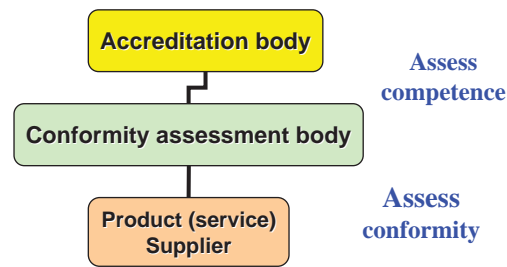 Accreditation body
Assess
competence
Conformity assessment body
Product (service)
Supplier
Assess
conformity